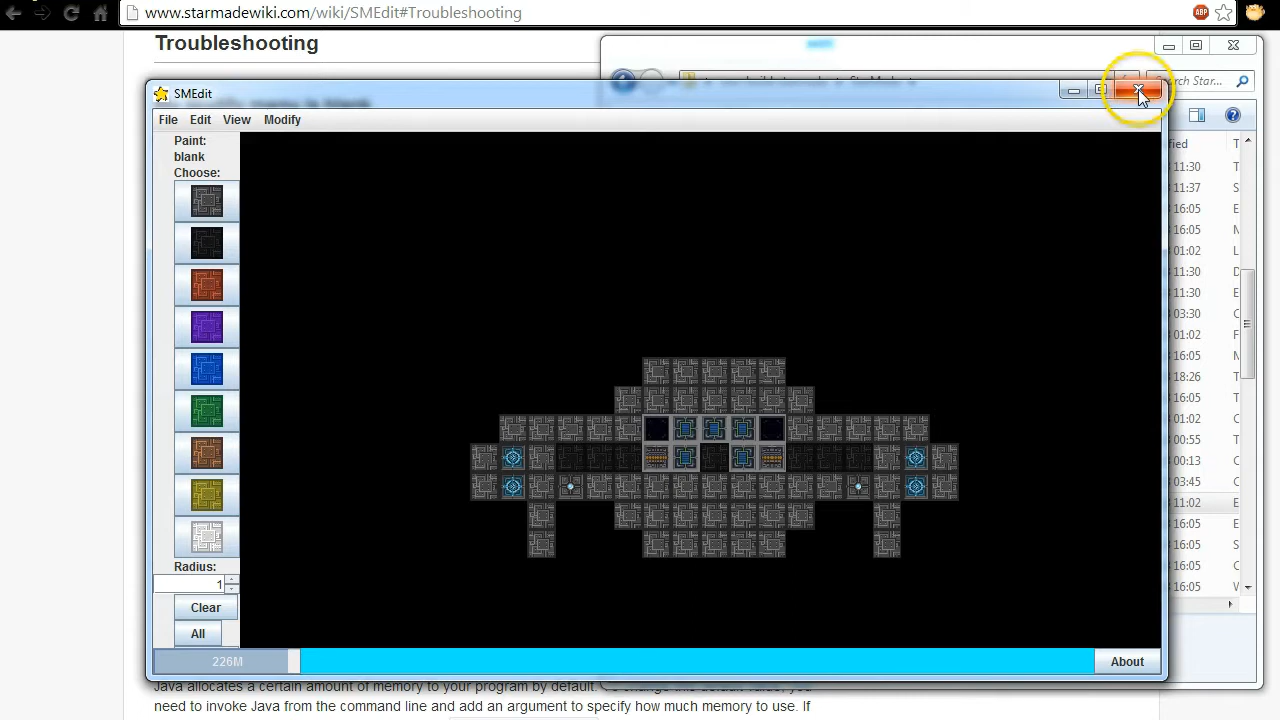 www.starmadewiki.com/wiki/SMEdit#Troubleshooting
ABP
Troubleshooting
Search Star...
SMEdit
File Edit View Modify
Paint:
blank
Choose:
Radius:
1
Clear
All
226M
About
11:30
11:37
16:05
16:05
01:02
11:30
11:30
03:30
01:02
16:05
18:26
16:05
01:02
00:55
00:13
03:45
11:02
16:05
16:05
16:05
16:05
Java allocates a certain amount of memory to your program by default.
need to invoke Java from the command line and add an argument to specify how much memory to use. If